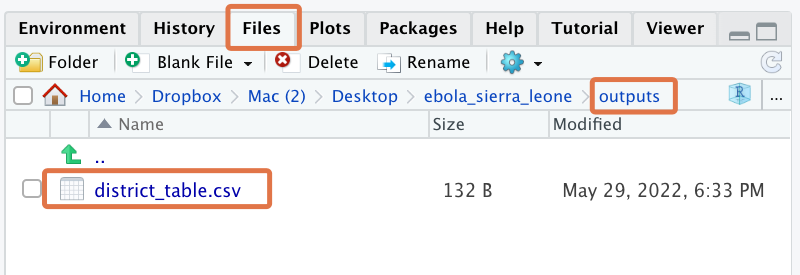 Environment History Files Plots Packages Help Tutorial Viewer
Folder Blank File Delete Rename
Home Dropbox Mac (2) Desktop ebola_sierra_leone outputs R ...
Name Size Modified
..
district_table.csv 132 B May 29, 2022, 6:33 PM